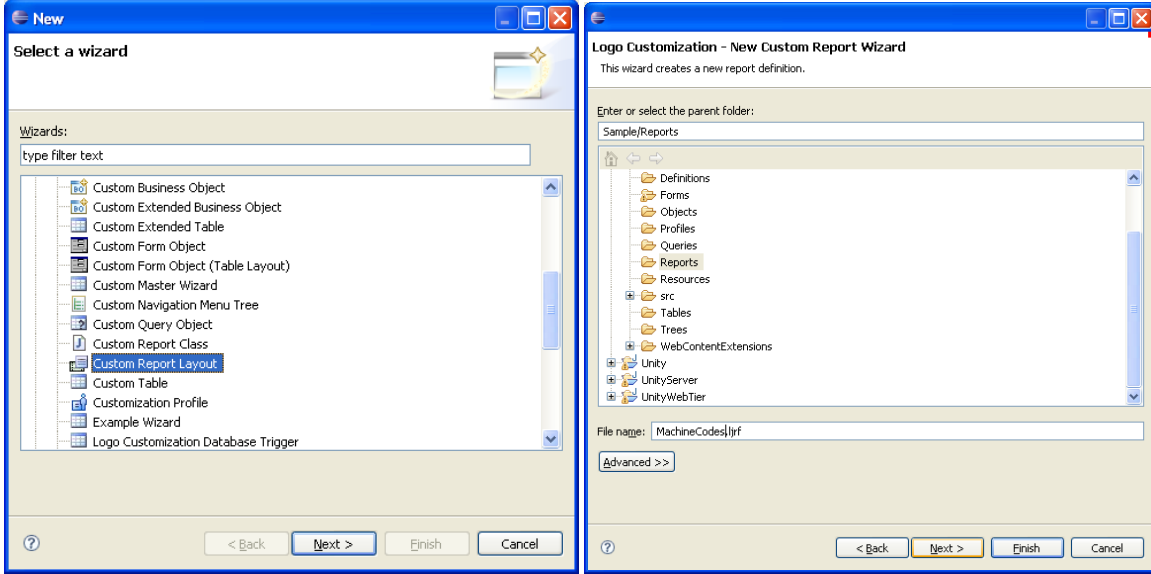 New
Select a wizard
Wizards:
type filter text
Custom Business Object
Custom Extended Business Object
Custom Extended Table
Custom Form Object
Custom Form Object (Table Layout)
Custom Master Wizard
Custom Navigation Menu Tree
Custom Query Object
Custom Report Class
Custom Report Layout
Custom Table
Customization Profile
Example Wizard
Logo Customization Database Trigger
< Back
Next >
Finish
Cancel
Logo Customization - New Custom Report Wizard
This wizard creates a new report definition.
Enter or select the parent folder:
Sample/Reports
Definitions
Forms
Objects
Profiles
Queries
Reports
Resources
src
Tables
Trees
WebContentExtensions
Unity
UnityServer
UnityWebTier
File name: MachineCodes.ljrf
Advanced >>
< Back
Next >
Finish
Cancel